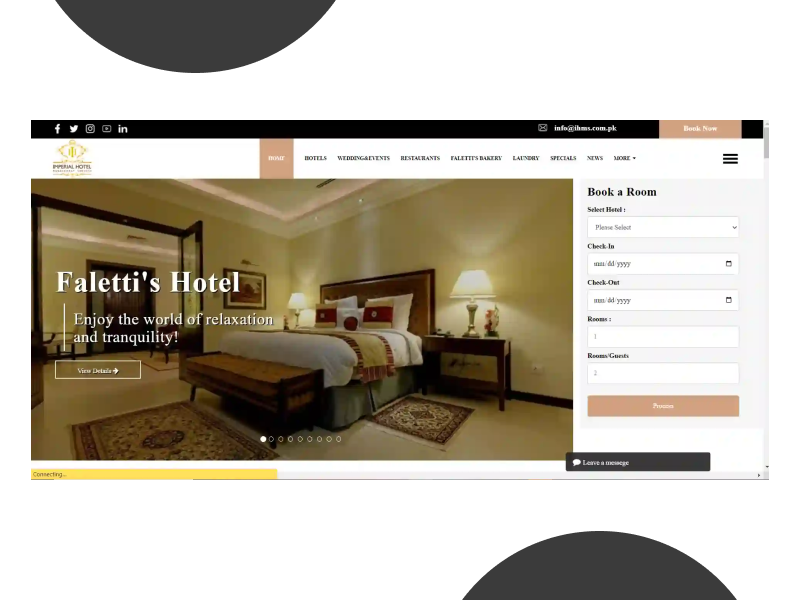 info@ihms.com.pk
Book Now
IMPERIAL HOTEL
HOME
HOTELS
WEDDING&EVENTS
RESTAURANTS
FALETTI'S BAKERY
LAUNDRY
SPECIALS
NEWS
MORE
Faletti's Hotel
Enjoy the world of relaxation
and tranquility!
View Details
Book a Room
Select Hotel :
Please Select
Check-In
mm/dd/yyyy
Check-Out
mm/dd/yyyy
Rooms :
1
Rooms/Guests
2
Process
Leave a message
Connecting...